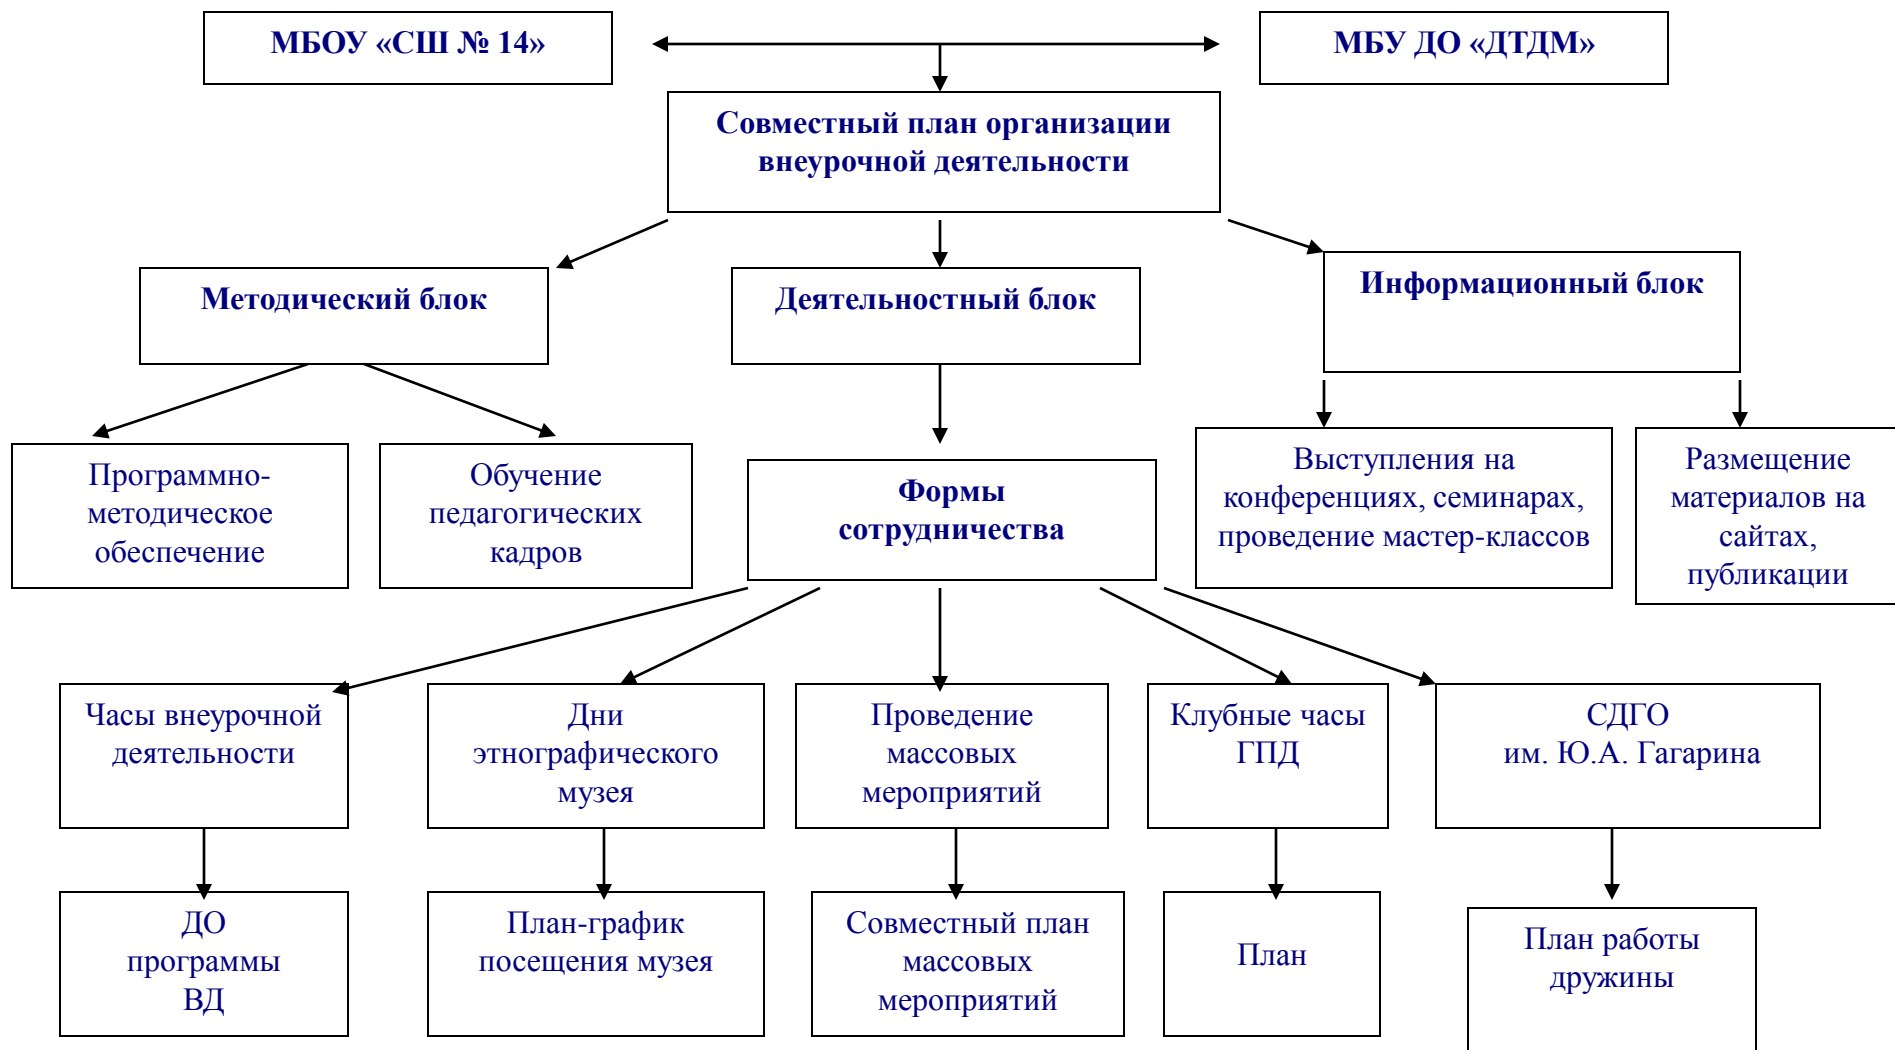 МБОУ «СШ № 14»
МБУ ДО «ДТДМ»
Совместный план организации
внеурочной деятельности
Методический блок
Деятельностный блок
Информационный блок
Программно-
методическое
обеспечение
Обучение
педагогических
кадров
Формы
сотрудничества
Выступления на
конференциях, семинарах,
проведение мастер-классов
Размещение
материалов на
сайтах,
публикации
Часы внеурочной
деятельности
Дни
этнографического
музея
Проведение
массовых
мероприятий
Клубные часы
ГПД
СДГО
им. Ю.А. Гагарина
ДО
программы
ВД
План-график
посещения музея
Совместный план
массовых
мероприятий
План
План работы
дружины